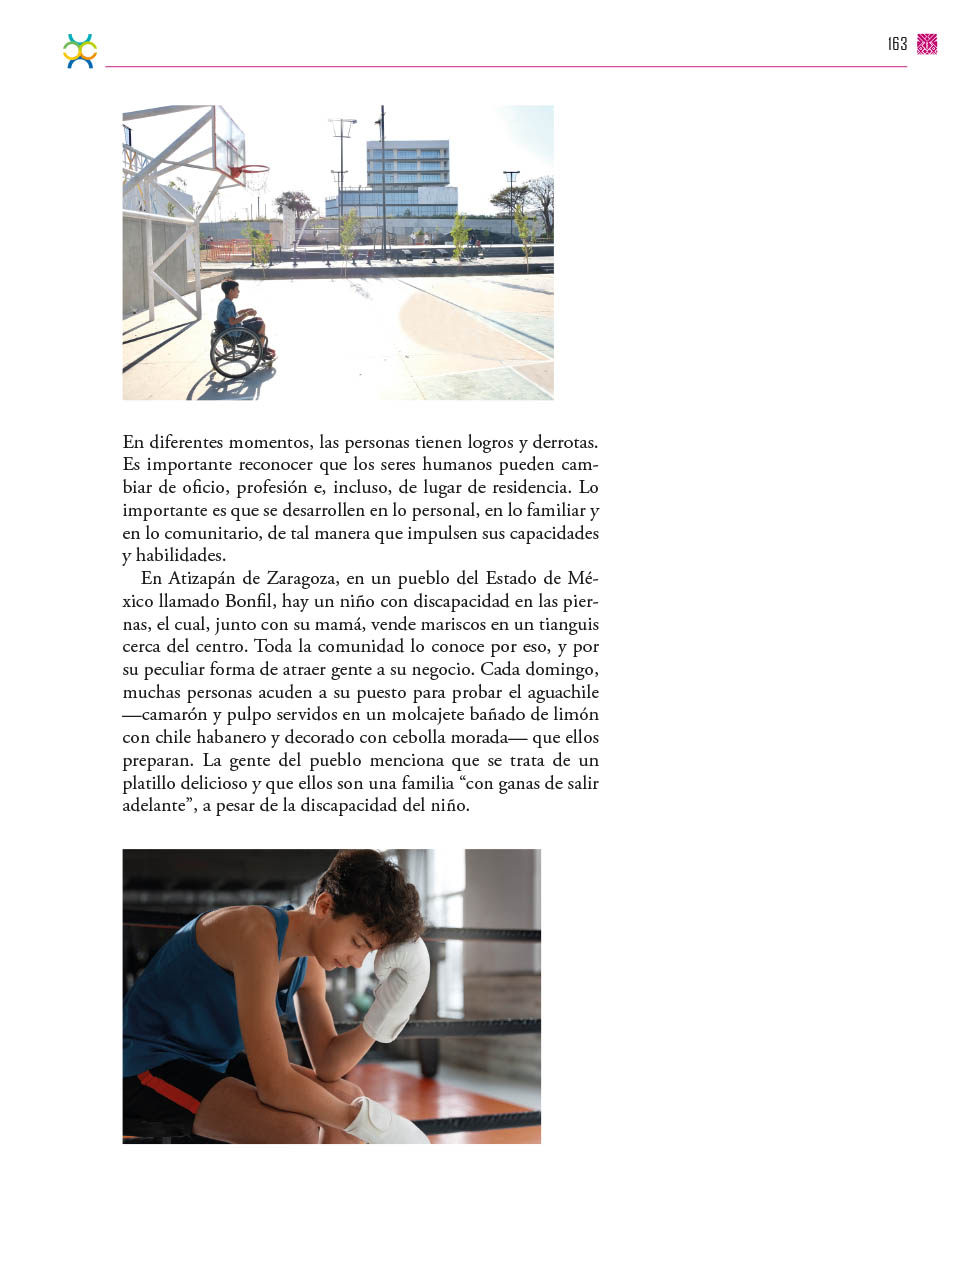 163
En diferentes momentos, las personas tienen logros y derrotas.
Es importante reconocer que los seres humanos pueden cam-
biar de oficio, profesión e, incluso, de lugar de residencia. Lo
importante es que se desarrollen en lo personal, en lo familiar y
en lo comunitario, de tal manera que impulsen sus capacidades
y habilidades.
En Atizapán de Zaragoza, en un pueblo del Estado de Mé-
xico llamado Bonfil, hay un niño con discapacidad en las pier-
nas, el cual, junto con su mamá, vende mariscos en un tianguis
cerca del centro. Toda la comunidad lo conoce por eso, y por
su peculiar forma de atraer gente a su negocio. Cada domingo,
muchas personas acuden a su puesto para probar el aguachile
—camarón y pulpo servidos en un molcajete bañado de limón
con chile habanero y decorado con cebolla morada— que ellos
preparan. La gente del pueblo menciona que se trata de un
platillo delicioso y que ellos son una familia “con ganas de salir
adelante”, a pesar de la discapacidad del niño.